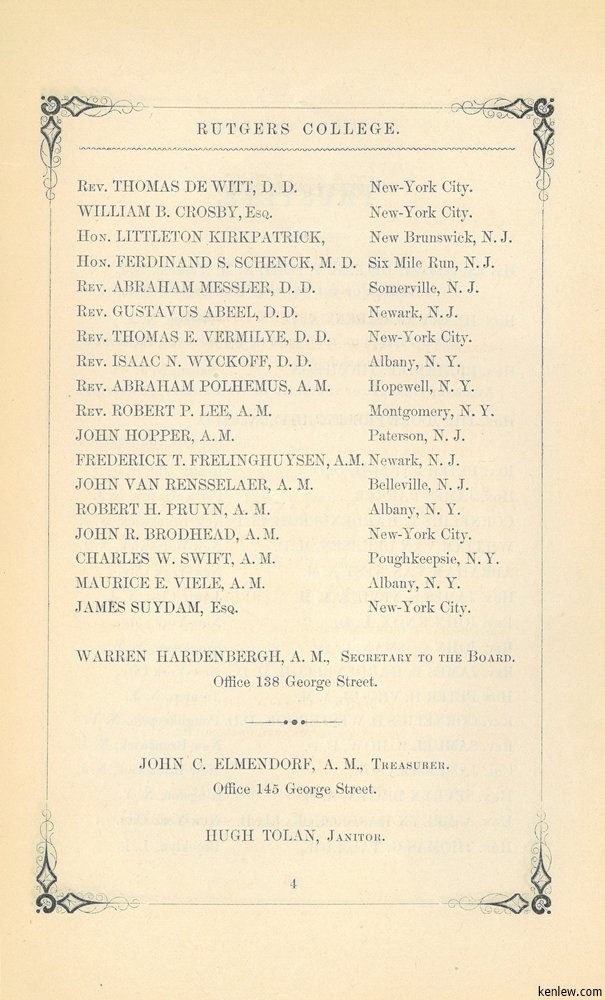 RUTGERS COLLEGE.
Rev. THOMAS DE WITT, D. D. New-York City.
WILLIAM B. CROSBY, Esq. New-York City.
Hon. LITTLETON KIRKPATRICK, New Brunswick, N. J.
Hon. FERDINAND S. SCHENCK, M. D. Six Mile Run, N. J.
Rev. ABRAHAM MESSLER, D. D. Somerville, N. J.
Rev. GUSTAVUS ABEEL, D. D. Newark, N. J.
Rev. THOMAS E. VERMILYE, D. D. New-York City.
Rev. ISAAC N. WYCKOFF, D. D. Albany, N. Y.
Rev. ABRAHAM POLHEMUS, A. M. Hopewell, N. Y.
Rev. ROBERT P. LEE, A. M. Montgomery, N. Y.
JOHN HOPPER, A. M. Paterson, N. J.
FREDERICK T. FRELINGHUYSEN, A.M. Newark, N. J.
JOHN VAN RENSSELAER, A. M. Belleville, N. J.
ROBERT H. PRUYN, A. M. Albany, N. Y.
JOHN R. BRODHEAD, A. M. New-York City.
CHARLES W. SWIFT, A. M. Poughkeepsie, N. Y.
MAURICE E. VIELE, A. M. Albany, N. Y.
JAMES SUYDAM, Esq. New-York City.
WARREN HARDENBERGH, A. M., Secretary to the Board.
Office 138 George Street.
JOHN C. ELMENDORF, A. M., Treasurer.
Office 145 George Street.
HUGH TOLAN, Janitor.
4
kenlew.com